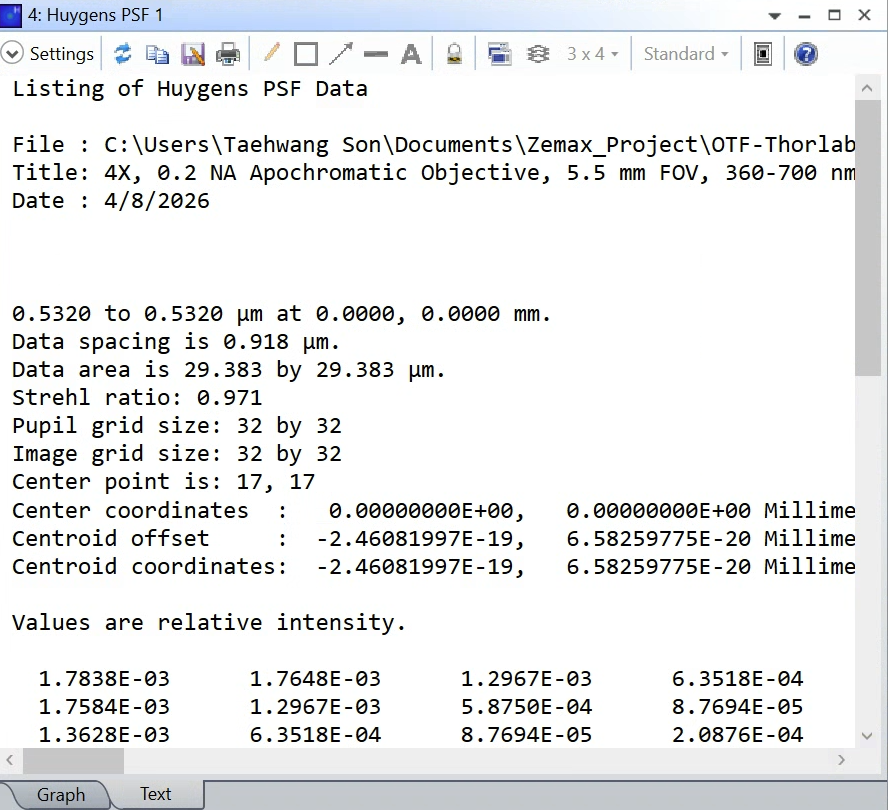 4: Huygens PSF 1
Settings
3 x 4
Standard
Listing of Huygens PSF Data
File : C:\Users\Taehwang Son\Documents\Zemax_Project\OTF-Thorlab
Title: 4X, 0.2 NA Apochromatic Objective, 5.5 mm FOV, 360-700 nm
Date : 4/8/2026
0.5320 to 0.5320 µm at 0.0000, 0.0000 mm.
Data spacing is 0.918 µm.
Data area is 29.383 by 29.383 µm.
Strehl ratio: 0.971
Pupil grid size: 32 by 32
Image grid size: 32 by 32
Center point is: 17, 17
Center coordinates  :   0.00000000E+00,   0.00000000E+00 Millime
Centroid offset     :  -2.46081997E-19,   6.58259775E-20 Millime
Centroid coordinates:  -2.46081997E-19,   6.58259775E-20 Millime
Values are relative intensity.
1.7838E-03 1.7648E-03 1.2967E-03 6.3518E-04
1.7584E-03 1.2967E-03 5.8750E-04 8.7694E-05
1.3628E-03 6.3518E-04 8.7694E-05 2.0876E-04
Graph Text